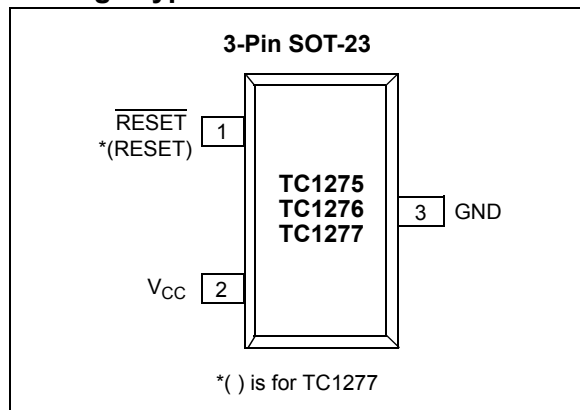 3-Pin SOT-23
RESET
*(RESET)
1
TC1275
TC1276
TC1277
3 GND
VCC 2
*( ) is for TC1277